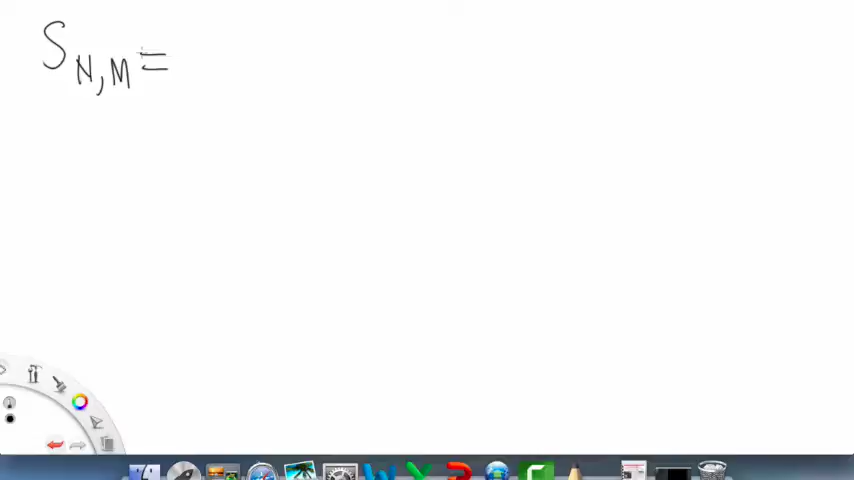 S_{N,M} =